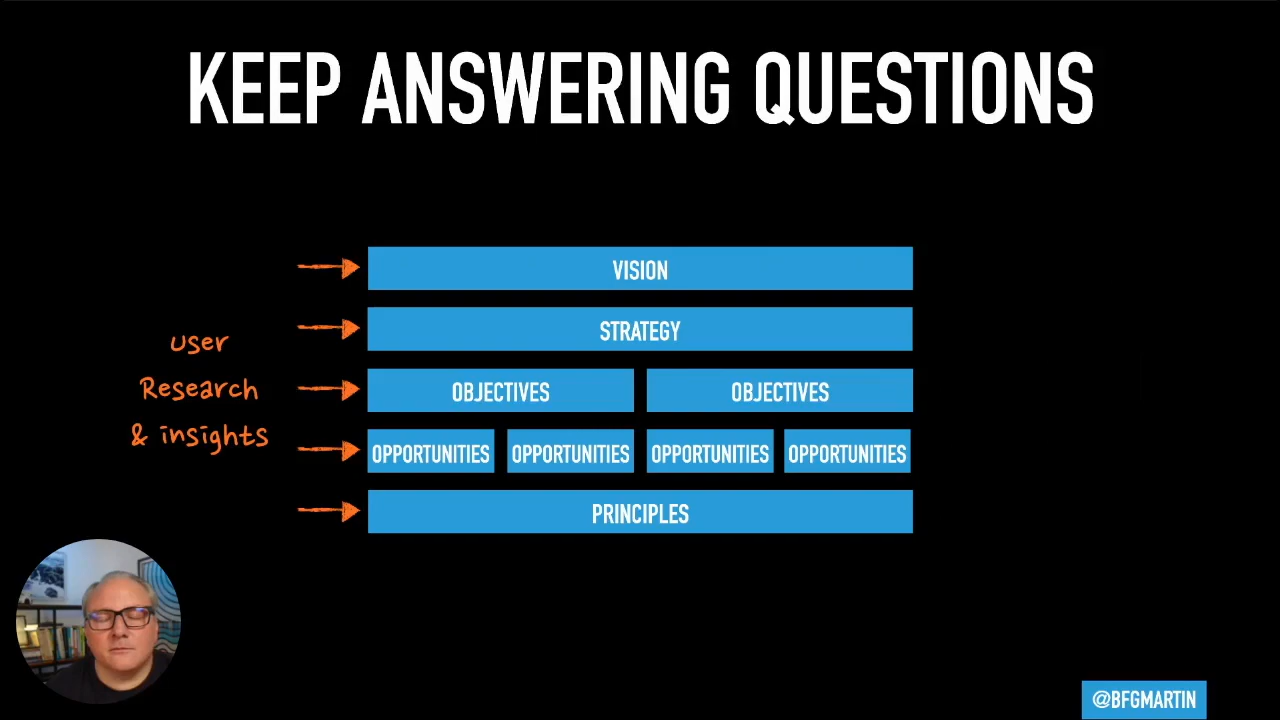 KEEP ANSWERING QUESTIONS
VISION
STRATEGY
user
Research
& insights
OBJECTIVES OBJECTIVES
OPPORTUNITIES OPPORTUNITIES OPPORTUNITIES OPPORTUNITIES
PRINCIPLES
@BFGMARTIN